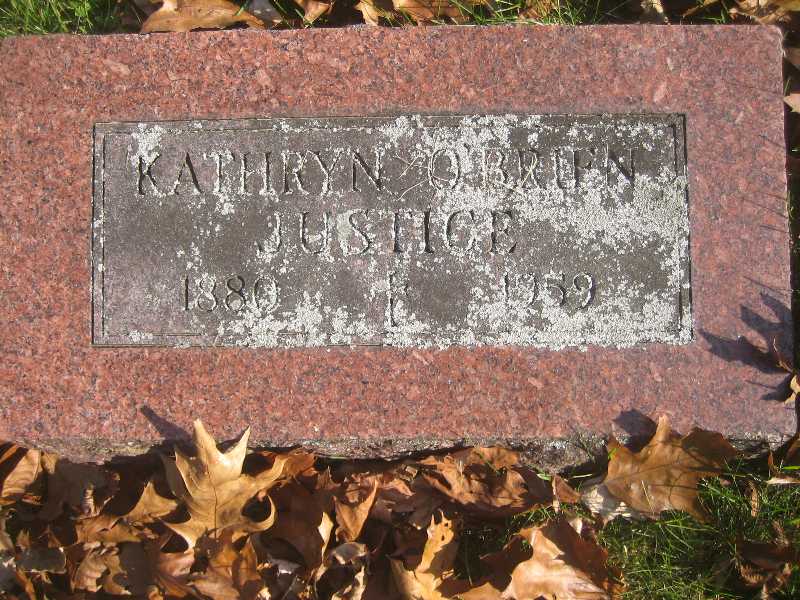 KATHRYN O'BRIEN
JUSTICE
1880 1959